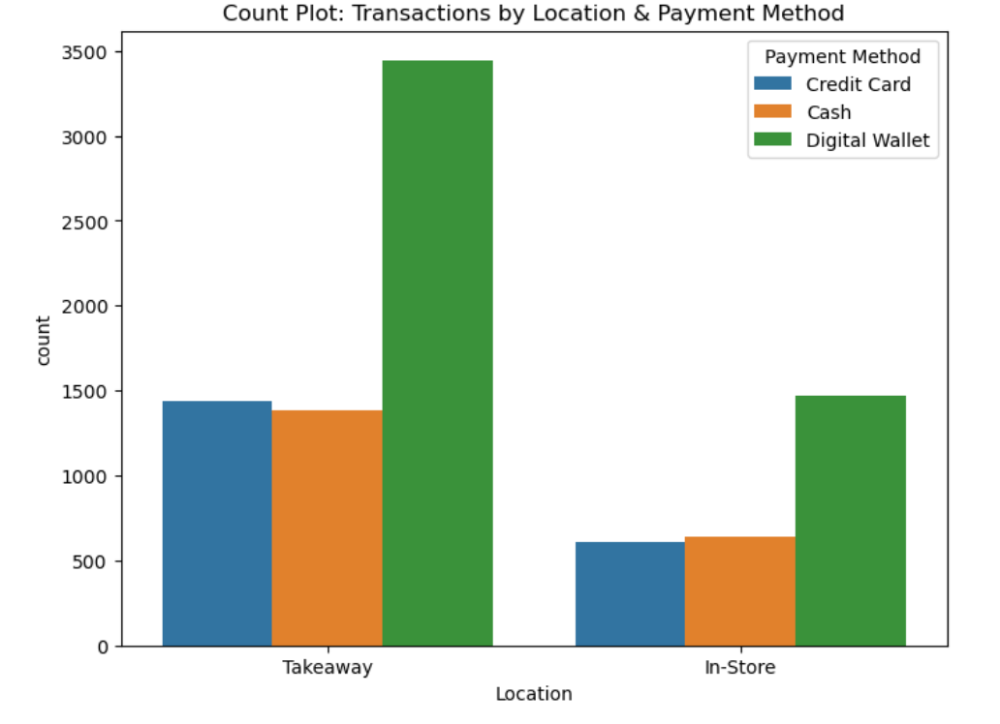 Count Plot: Transactions by Location & Payment Method
3500
3000
2500
2000
1500
1000
500
0
count
Payment Method
Credit Card
Cash
Digital Wallet
Takeaway
In-Store
Location